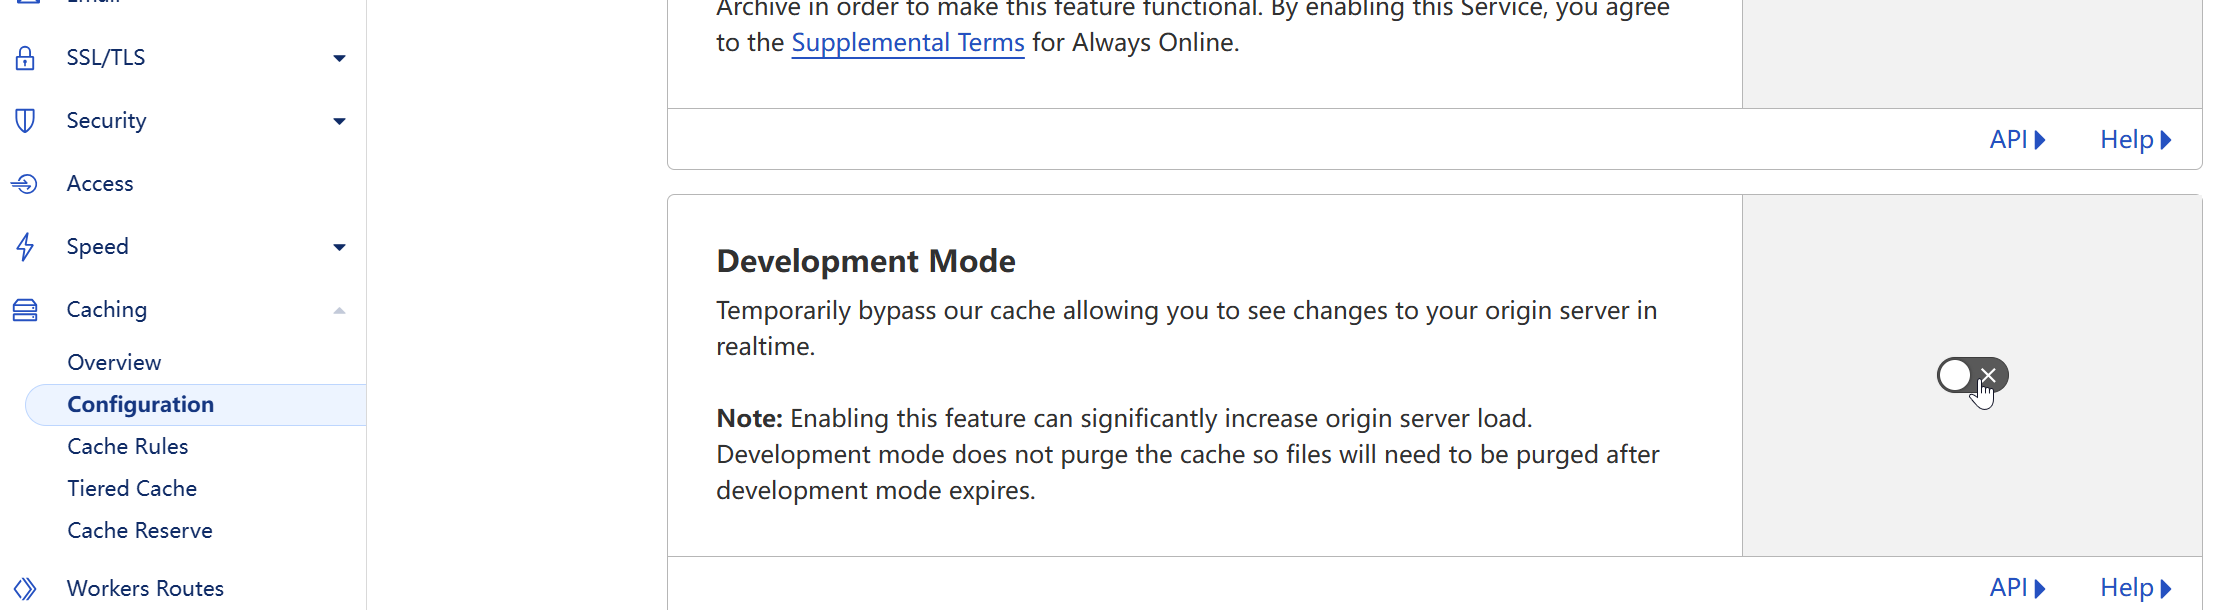 Email
SSL/TLS
Security
Access
Speed
Caching
Overview
Configuration
Cache Rules
Tiered Cache
Cache Reserve
Workers Routes
Archive in order to make this feature functional. By enabling this Service, you agree
to the Supplemental Terms for Always Online.
API Help
Development Mode
Temporarily bypass our cache allowing you to see changes to your origin server in
realtime.
Note: Enabling this feature can significantly increase origin server load.
Development mode does not purge the cache so files will need to be purged after
development mode expires.
API Help